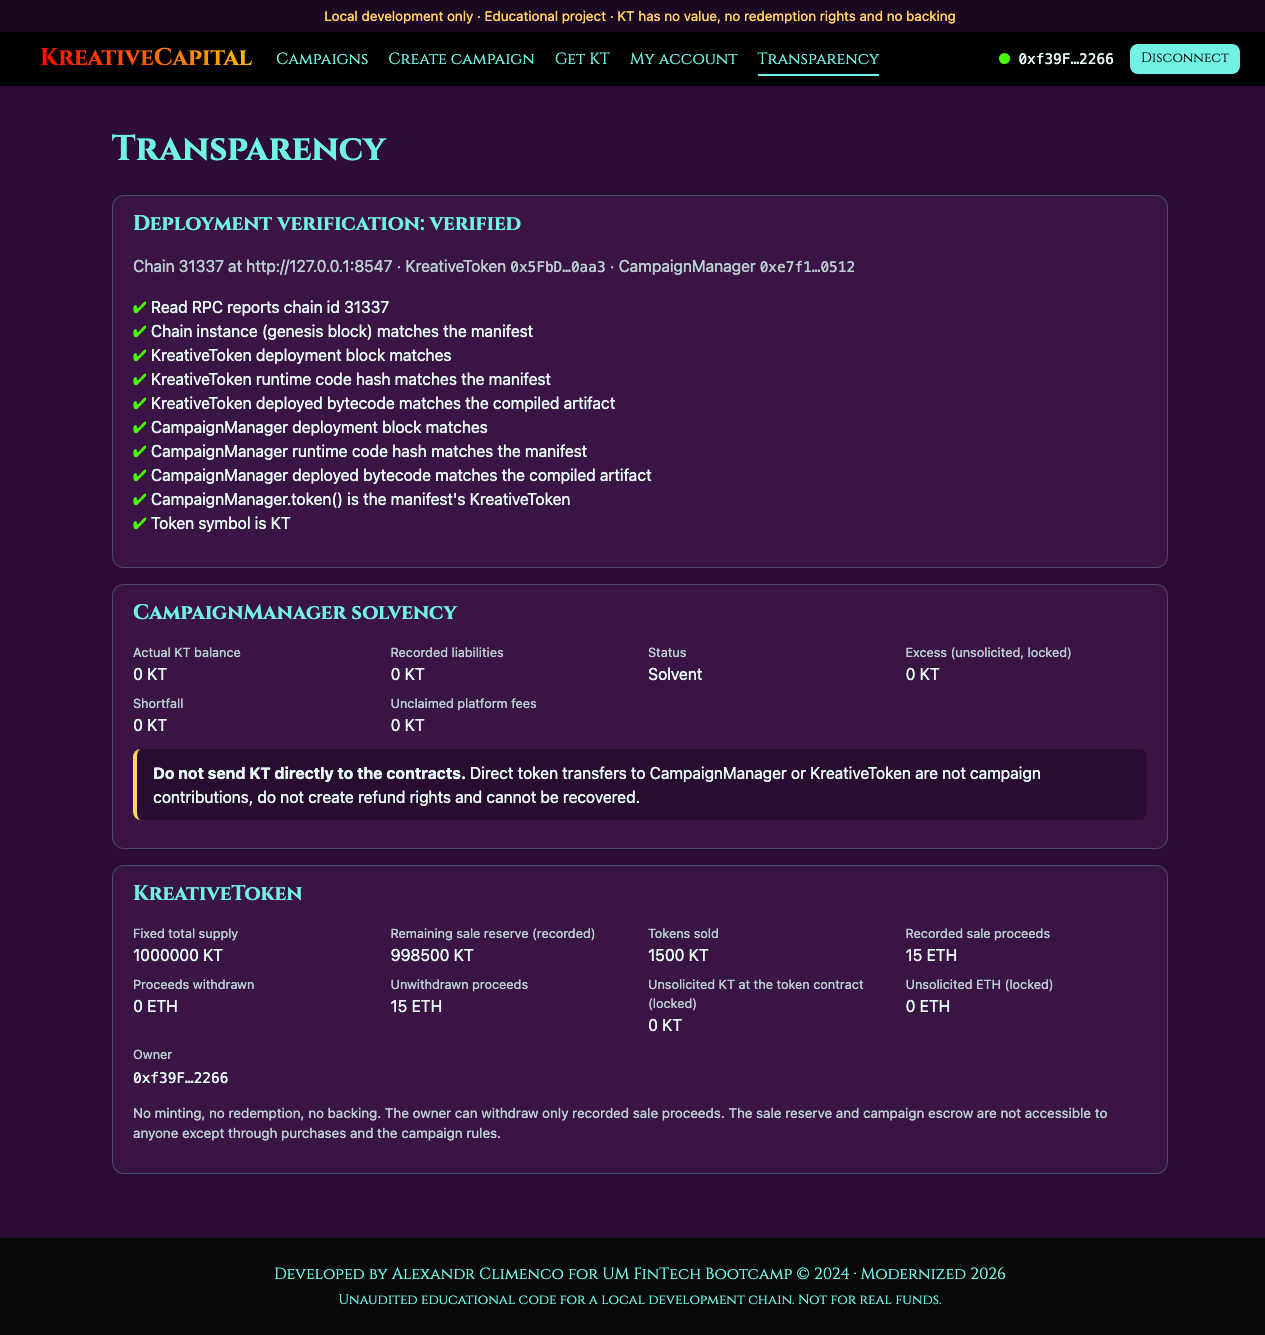 Local development only · Educational project · KT has no value, no redemption rights and no backing
KreativeCapital
Campaigns
Create campaign
Get KT
My account
Transparency
0xf39F…2266
Disconnect
Transparency
Deployment verification: verified
Chain 31337 at http://127.0.0.1:8547 · KreativeToken 0x5FbD…0aa3 · CampaignManager 0xe7f1…0512
✔ Read RPC reports chain id 31337
✔ Chain instance (genesis block) matches the manifest
✔ KreativeToken deployment block matches
✔ KreativeToken runtime code hash matches the manifest
✔ KreativeToken deployed bytecode matches the compiled artifact
✔ CampaignManager deployment block matches
✔ CampaignManager runtime code hash matches the manifest
✔ CampaignManager deployed bytecode matches the compiled artifact
✔ CampaignManager.token() is the manifest's KreativeToken
✔ Token symbol is KT
CampaignManager solvency
Actual KT balance
0 KT
Recorded liabilities
0 KT
Status
Solvent
Excess (unsolicited, locked)
0 KT
Shortfall
0 KT
Unclaimed platform fees
0 KT
Do not send KT directly to the contracts. Direct token transfers to CampaignManager or KreativeToken are not campaign
contributions, do not create refund rights and cannot be recovered.
KreativeToken
Fixed total supply
1000000 KT
Remaining sale reserve (recorded)
998500 KT
Tokens sold
1500 KT
Recorded sale proceeds
15 ETH
Proceeds withdrawn
0 ETH
Unwithdrawn proceeds
15 ETH
Unsolicited KT at the token contract
(locked)
0 KT
Unsolicited ETH (locked)
0 ETH
Owner
0xf39F…2266
No minting, no redemption, no backing. The owner can withdraw only recorded sale proceeds. The sale reserve and campaign escrow are not accessible to
anyone except through purchases and the campaign rules.
Developed by Alexandr Climenco for UM FinTech Bootcamp © 2024 · Modernized 2026
Unaudited educational code for a local development chain. Not for real funds.